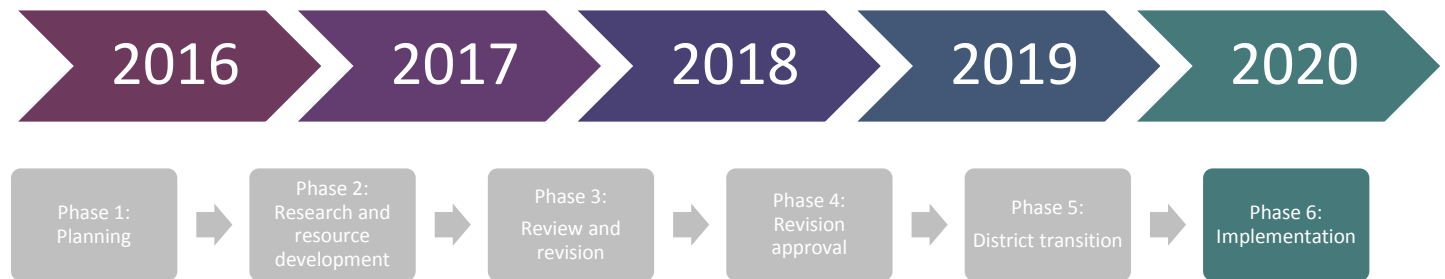 2016
2017
2018
2019
2020
Phase 1:
Planning
Phase 2:
Research and
resource
development
Phase 3:
Review and
revision
Phase 4:
Revision
approval
Phase 5:
District transition
Phase 6:
Implementation